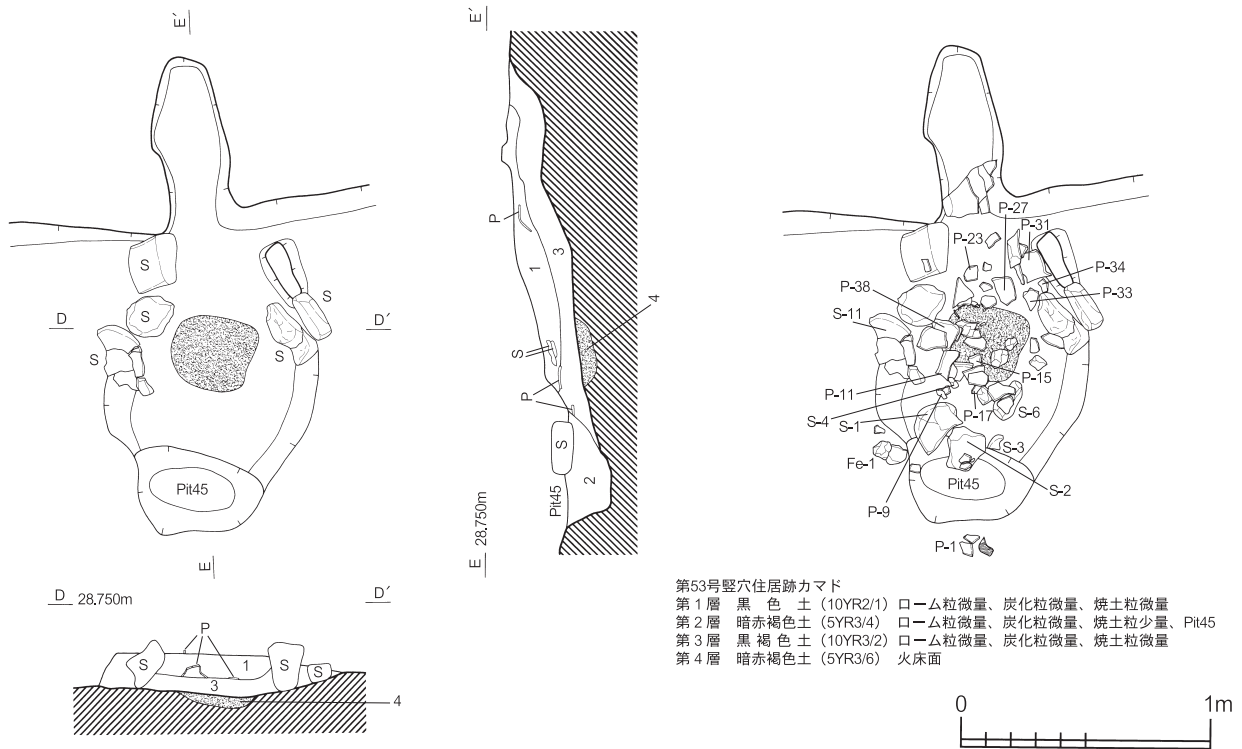 E′
S
S
S
S
D
D′
Pit45
E
E′
P
1
3
4
S
P
S
2
Pit45
E 28.750m
P-27
P-23
P-31
P-34
P-33
P-38
S-11
P-15
P-11
P-17
S-6
S-4
S-1
S-3
Fe-1
Pit45
S-2
P-9
P-1
D 28.750m
D′
P
S
1
S
S
3
4
第53号竪穴住居跡カマド
第1層 黒色土(10YR2/1) ローム粒微量、炭化粒微量、焼土粒微量
第2層 暗赤褐色土(5YR3/4) ローム粒微量、炭化粒微量、焼土粒少量、Pit45
第3層 黒褐色土(10YR3/2) ローム粒微量、炭化粒微量、焼土粒微量
第4層 暗赤褐色土(5YR3/6) 火床面
0 1m